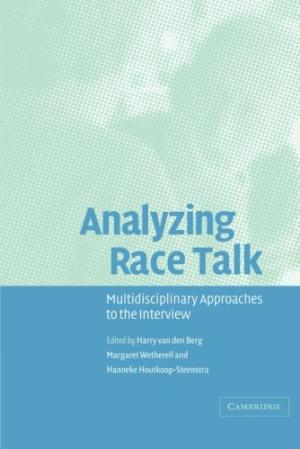 Analyzing
Race Talk
Multidisciplinary Approaches
to the Interview
Edited by Harry van den Berg
Margaret Wetherell and
Hanneke Houtkoop-Steenstra
CAMBRIDGE